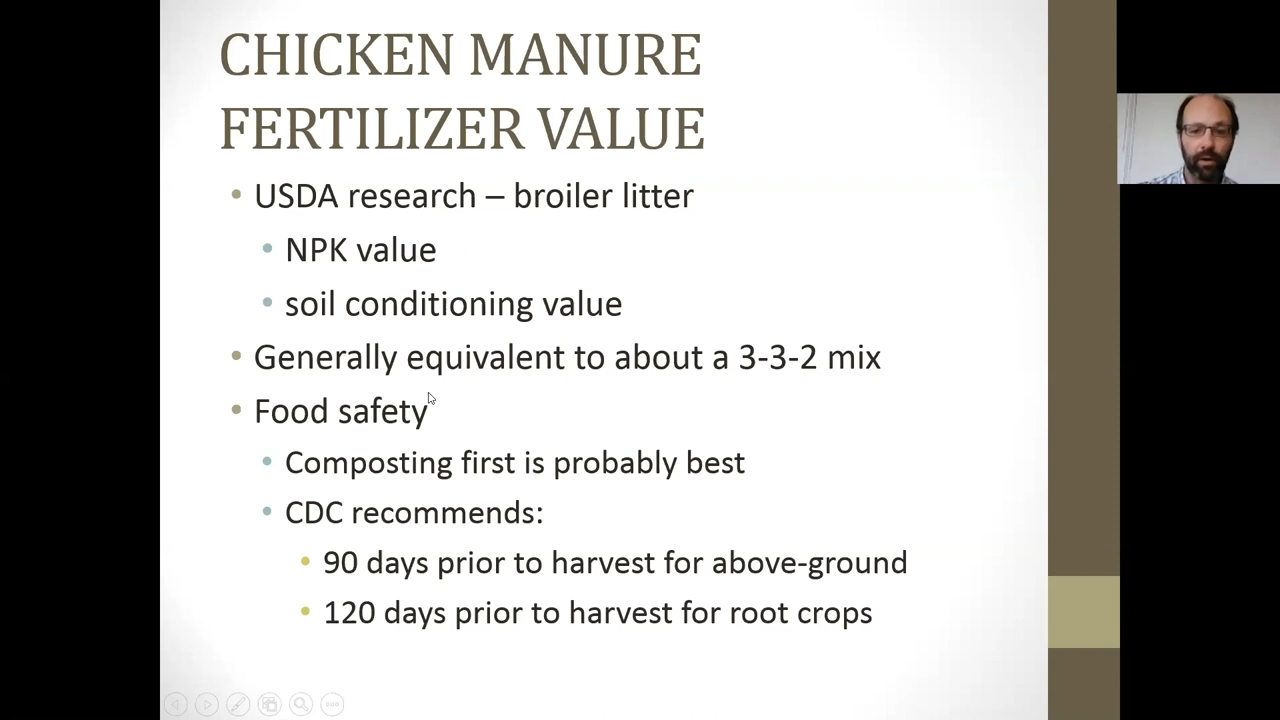 CHICKEN MANURE
FERTILIZER VALUE
• USDA research – broiler litter
• NPK value
• soil conditioning value
• Generally equivalent to about a 3-3-2 mix
• Food safety
• Composting first is probably best
• CDC recommends:
• 90 days prior to harvest for above-ground
• 120 days prior to harvest for root crops